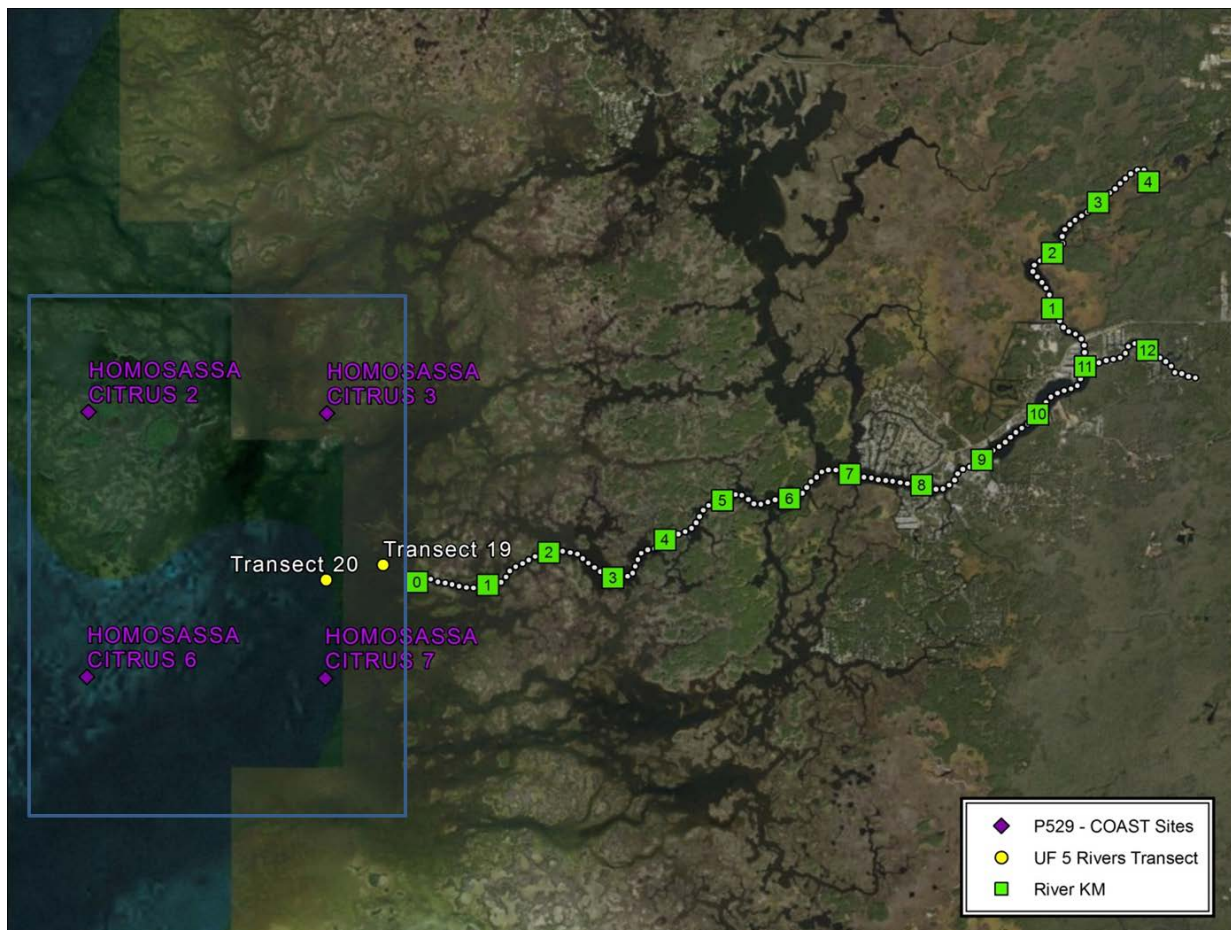 4
3
2
1
12
11
HOMOSASSA
CITRUS 2
HOMOSASSA
CITRUS 3
10
9
8
7
6
5
4
3
2
1
0
Transect 19
Transect 20
HOMOSASSA
CITRUS 6
HOMOSASSA
CITRUS 7
P529 - COAST Sites
UF 5 Rivers Transect
River KM